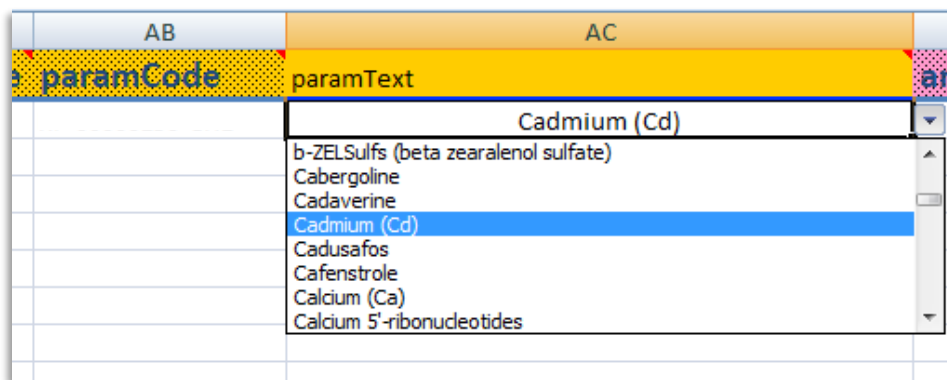 AB AC
e paramCode paramText
Cadmium (Cd)
b-ZELSulfs (beta zearalenol sulfate)
Cabergoline
Cadaverine
Cadmium (Cd)
Cadusafos
Cafenstrole
Calcium (Ca)
Calcium 5'-ribonucleotides